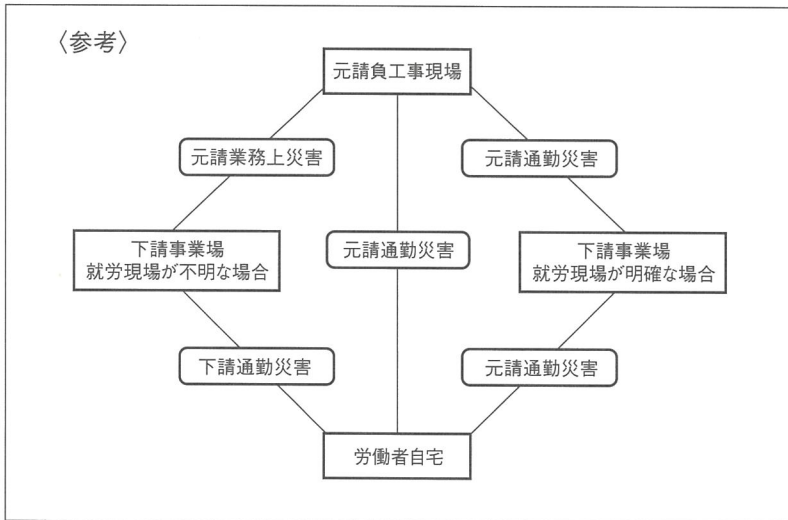 〈参考〉
元請負工事現場
元請業務上災害
元請通勤災害
下請事業場
就労現場が不明な場合
元請通勤災害
下請事業場
就労現場が明確な場合
下請通勤災害
元請通勤災害
労働者自宅